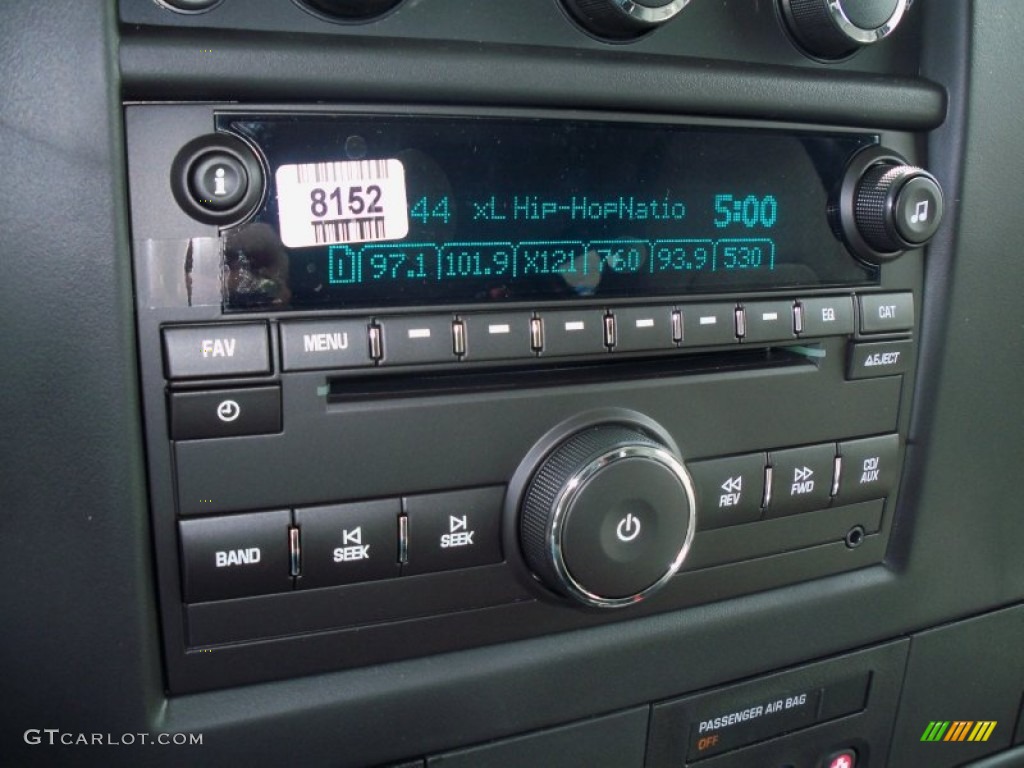 8152
44 xL Hip-HopNatio 5:00
D 97.1 101.9 X121 760 93.9 530
FAV MENU EQ CAT
EJECT
BAND SEEK SEEK REV FWD CD/AUX
PASSENGER AIR BAG
OFF
GTCARLOT.COM